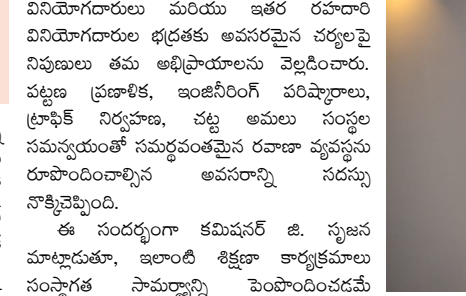 వినియోగదారులు మరియు ఇతర రహదారి
వినియోగదారుల భద్రతకు అవసరమైన చర్యలపై
నిపుణులు తమ అభిప్రాయాలను వెల్లడించారు.
పట్టణ ప్రణాళిక, ఇంజినీరింగ్ పరిష్కారాలు,
ట్రాఫిక్ నిర్వహణ, చట్ట అమలు సంస్థల
సమన్వయంతో సమర్థవంతమైన రవాణా వ్యవస్థను
రూపొందించాల్సిన అవసరాన్ని సదస్సు
నొక్కిచెప్పింది.
ఈ సందర్భంగా కమిషనర్ జి. సృజన
మాట్లాడుతూ, ఇలాంటి శిక్షణా కార్యక్రమాలు
సంస్థాగత సామర్థ్యాన్ని పెంపొందించడమే